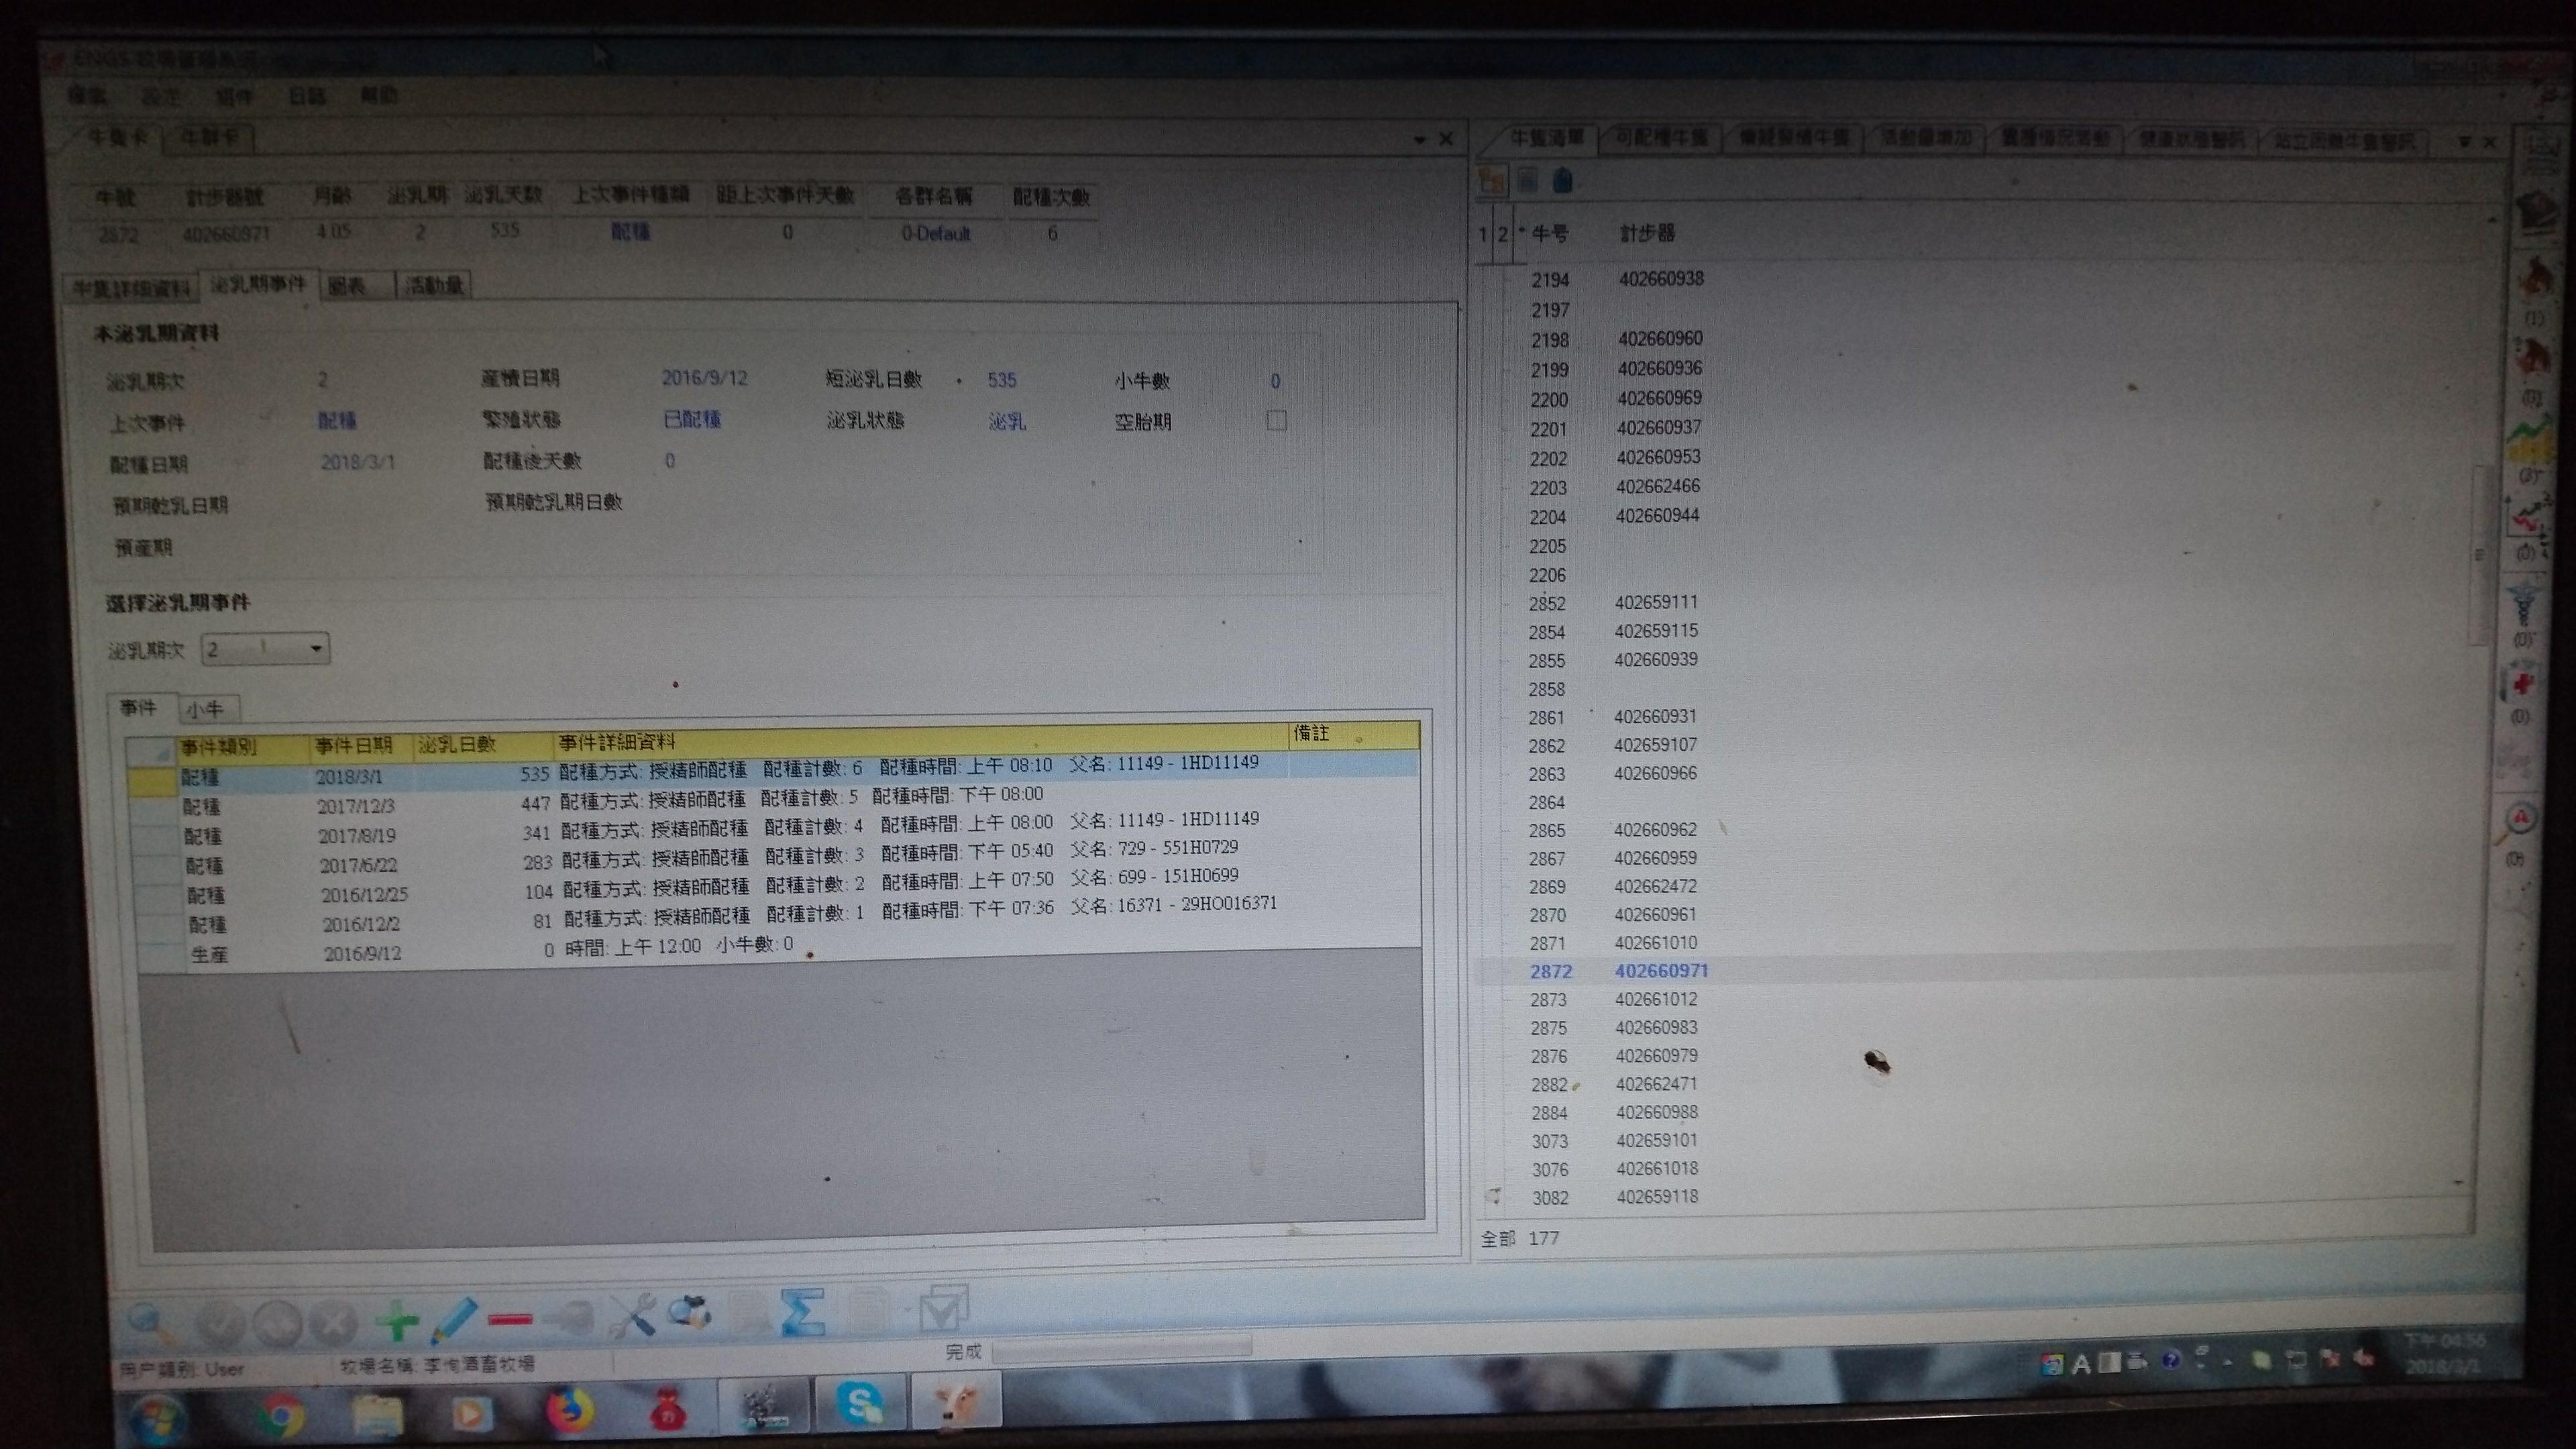 牛隻卡 牛群卡
牛隻清單 可配種牛隻 活動量增加
牛號 計步器號 月齡 泌乳期 泌乳天數 上次事件種類 距上次事件天數 各群名稱 配種次數
2872 402660971 4.05 2 535 配種 0 0-Default 6
牛隻詳細資料 泌乳期事件 圖表 活動量
本泌乳期資料
泌乳期次 2 產犢日期 2016/9/12 短泌乳日數 535 小牛數 0
上次事件 配種 繁殖狀態 已配種 泌乳狀態 泌乳 空胎期
配種日期 2018/3/1 配種後天數 0
預期乾乳日期 預期乾乳期日數
預產期
選擇泌乳期事件
泌乳期次 2
事件 小牛
事件類別 事件日期 泌乳日數 事件詳細資料 備註
配種 2018/3/1 535 配種方式: 授精師配種 配種計數: 6 配種時間: 上午 08:10 父名: 11149 - 1HD11149
配種 2017/12/3 447 配種方式: 授精師配種 配種計數: 5 配種時間: 下午 08:00
配種 2017/8/19 341 配種方式: 授精師配種 配種計數: 4 配種時間: 上午 08:00 父名: 11149 - 1HD11149
配種 2017/6/22 283 配種方式: 授精師配種 配種計數: 3 配種時間: 下午 05:40 父名: 729 - 551H0729
配種 2016/12/25 104 配種方式: 授精師配種 配種計數: 2 配種時間: 上午 07:50 父名: 699 - 151H0699
配種 2016/12/2 81 配種方式: 授精師配種 配種計數: 1 配種時間: 下午 07:36 父名: 16371 - 29HO016371
生產 2016/9/12 0 時間: 上午 12:00 小牛數: 0
1 2 牛号 計步器
2194 402660938
2197
2198 402660960
2199 402660936
2200 402660969
2201 402660937
2202 402660953
2203 402662466
2204 402660944
2205
2206
2852 402659111
2854 402659115
2855 402660939
2858
2861 402660931
2862 402659107
2863 402660966
2864
2865 402660962
2867 402660959
2869 402662472
2870 402660961
2871 402661010
2872 402660971
2873 402661012
2875 402660983
2876 402660979
2882 402662471
2884 402660988
3073 402659101
3076 402661018
3082 402659118
全部 177
完成
用户類别: User 牧場名稱:
下午 04:56
2018/3/1